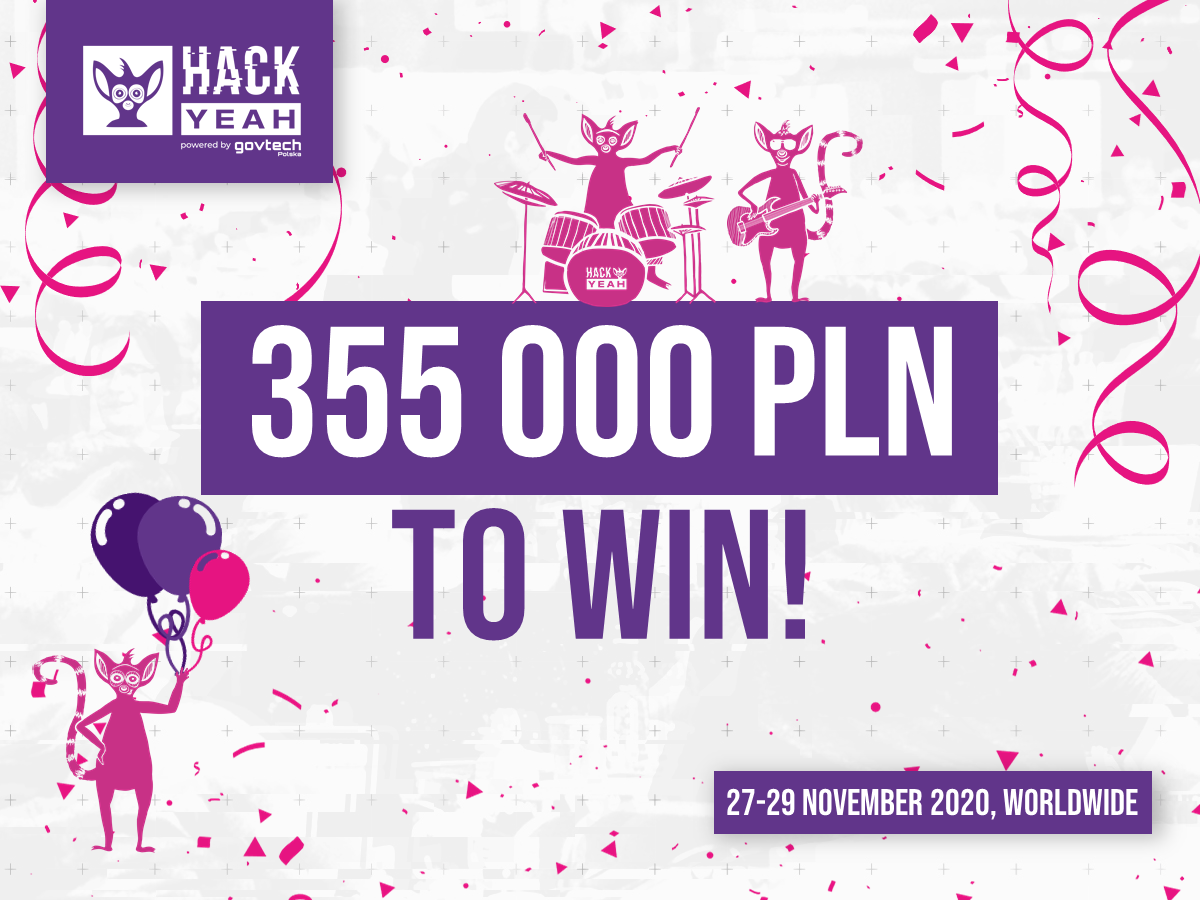 HACK
YEAH
powered by govtech
Polska
HACK
YEAH
355 000 PLN
TO WIN!
27-29 NOVEMBER 2020, WORLDWIDE